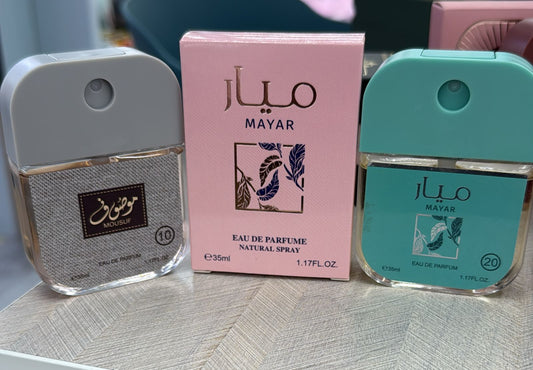 موصوف
MOUSUF
10
EAU DE PARFUM
℮35ml
1.17FL.OZ.
ميار
MAYAR
EAU DE PARFUME
NATURAL SPRAY
℮35ml
1.17FL.OZ.
ميار
MAYAR
20
EAU DE PARFUM
℮35ml
1.17FL.OZ.